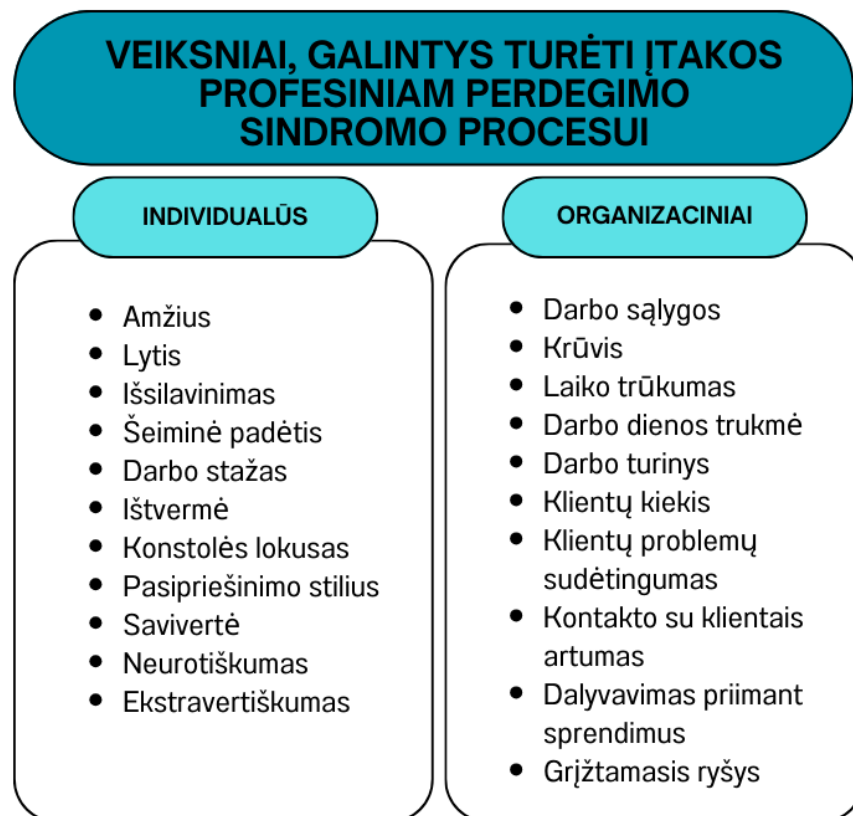 VEIKSNIAI, GALINTYS TURĖTI ĮTAKOS
PROFESINIAM PERDEGIMO
SINDROMO PROCESUI
INDIVIDUALŪS
• Amžius
• Lytis
• Išsilavinimas
• Šeiminė padėtis
• Darbo stažas
• Ištvermė
• Konstolės lokusas
• Pasipriešinimo stilius
• Savivertė
• Neurotiškumas
• Ekstravertiškumas
ORGANIZACINIAI
• Darbo sąlygos
• Krūvis
• Laiko trūkumas
• Darbo dienos trukmė
• Darbo turinys
• Klientų kiekis
• Klientų problemų
sudėtingumas
• Kontakto su klientais
artumas
• Dalyvavimas priimant
sprendimus
• Grįžtamasis ryšys